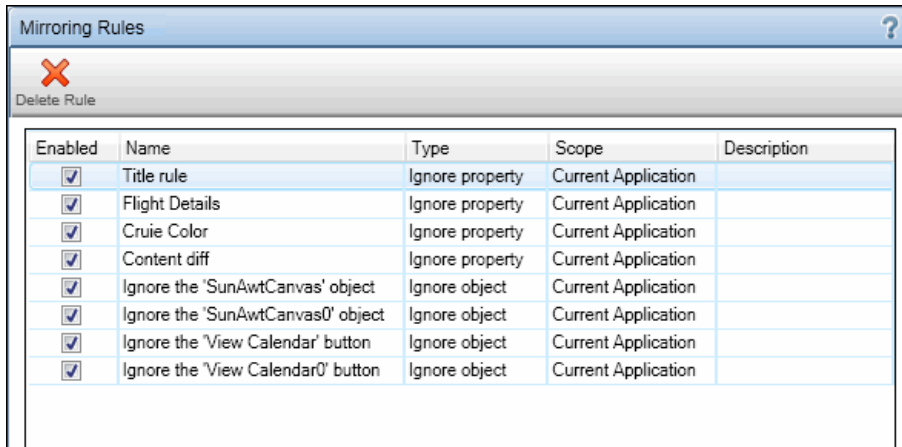 Mirroring Rules ?
Delete Rule
Enabled Name Type Scope Description
Title rule Ignore property Current Application
Flight Details Ignore property Current Application
Cruie Color Ignore property Current Application
Content diff Ignore property Current Application
Ignore the 'SunAwtCanvas' object Ignore object Current Application
Ignore the 'SunAwtCanvas0' object Ignore object Current Application
Ignore the 'View Calendar' button Ignore object Current Application
Ignore the 'View Calendar0' button Ignore object Current Application